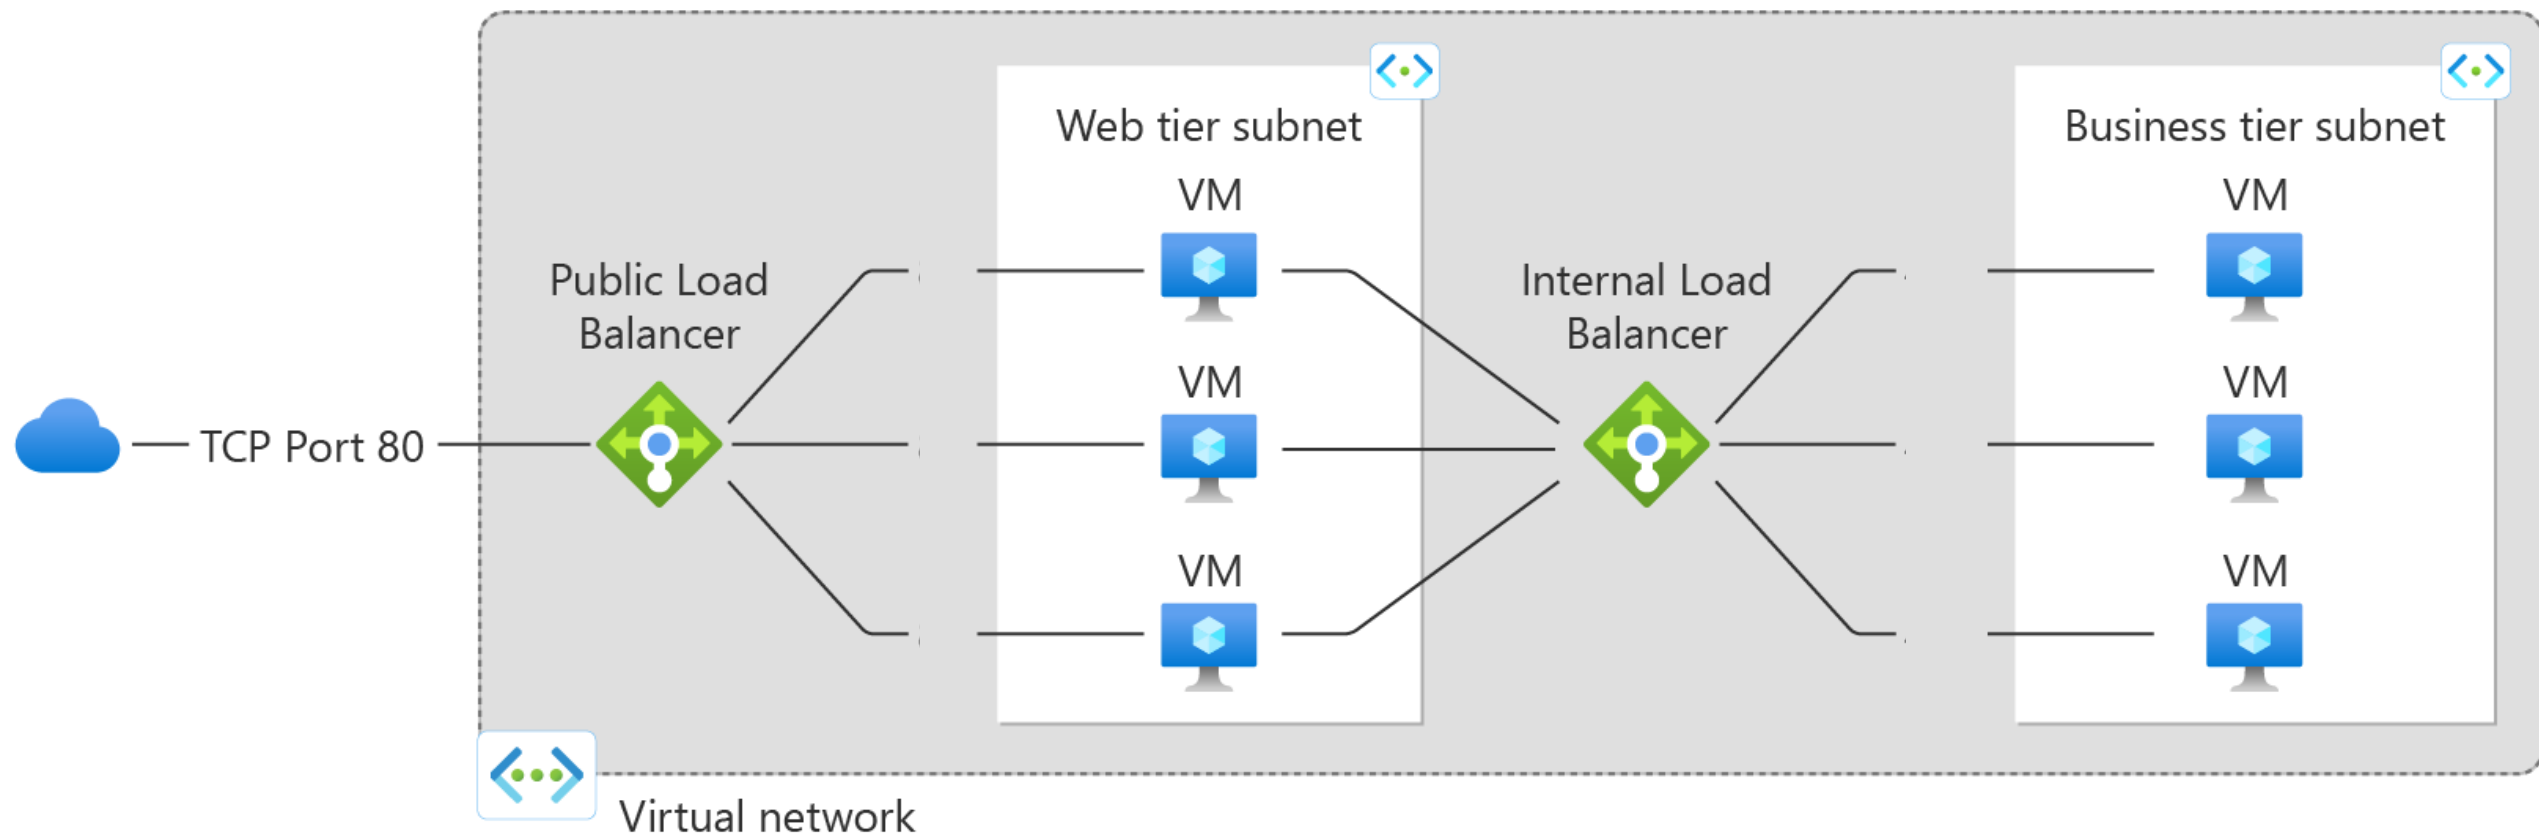 Web tier subnet
Business tier subnet
VM
VM
Public Load
Balancer
Internal Load
Balancer
VM
VM
TCP Port 80
VM
VM
Virtual network